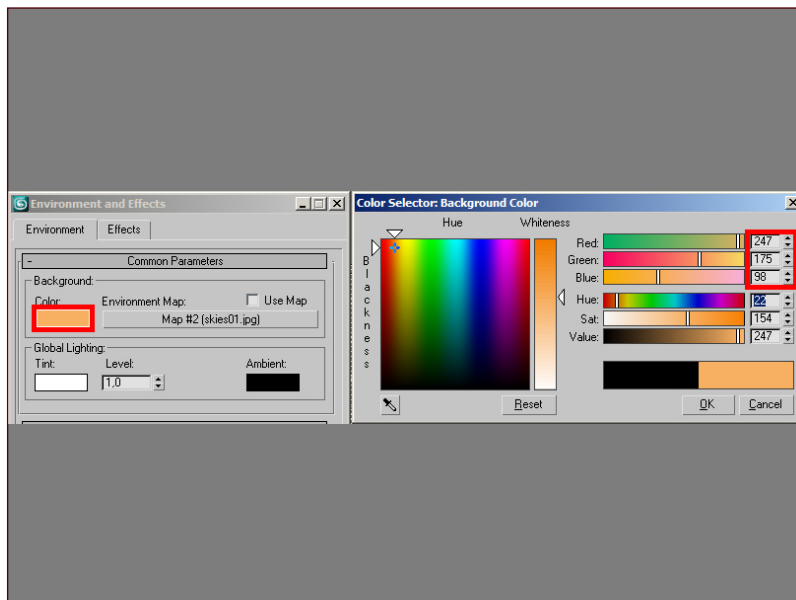 Environment and Effects
Environment Effects
- Common Parameters
Background:
Color: Environment Map: Use Map
Map #2 (skies01.jpg)
Global Lighting:
Tint: Level: Ambient:
1,0
Color Selector: Background Color
Hue Whiteness
Blackness
Red: 247
Green: 175
Blue: 98
Hue: 22
Sat: 154
Value: 247
Reset OK Cancel